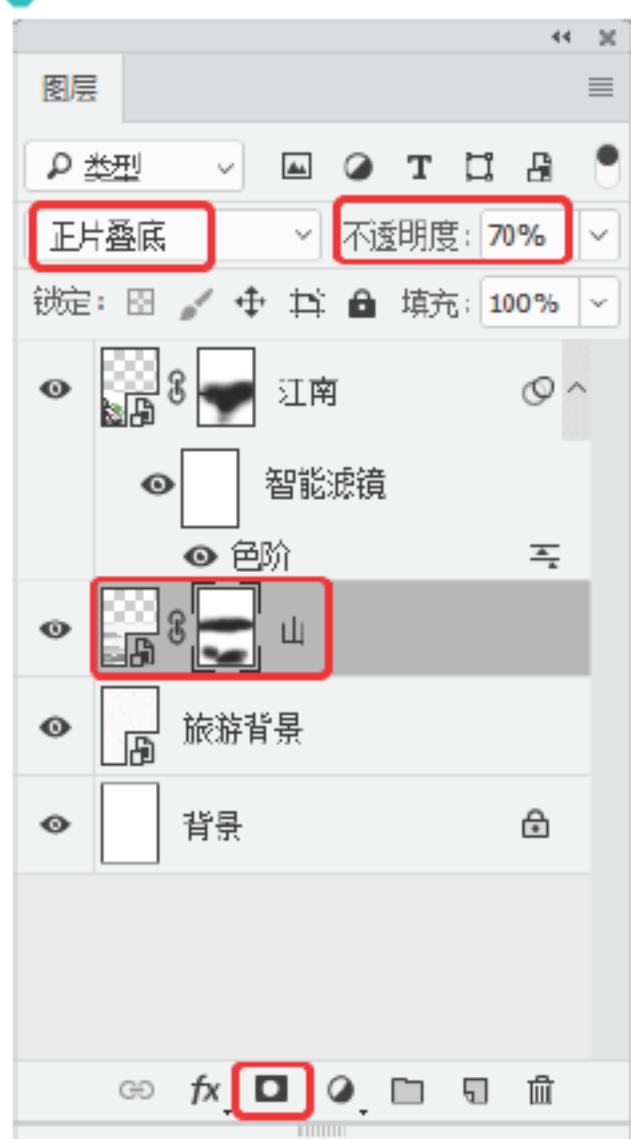 图层
类型
正片叠底 不透明度: 70%
锁定: 填充: 100%
江南
智能滤镜
色阶
山
旅游背景
背景
fx